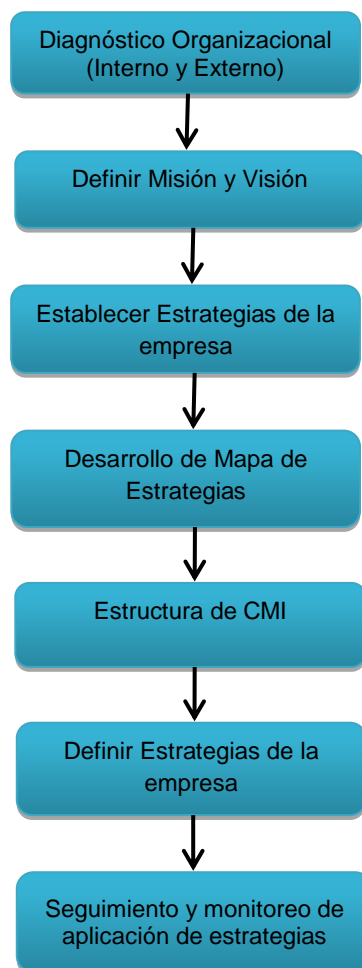 Diagnóstico Organizacional
(Interno y Externo)
Definir Misión y Visión
Establecer Estrategias de la
empresa
Desarrollo de Mapa de
Estrategias
Estructura de CMI
Definir Estrategias de la
empresa
Seguimiento y monitoreo de
aplicación de estrategias